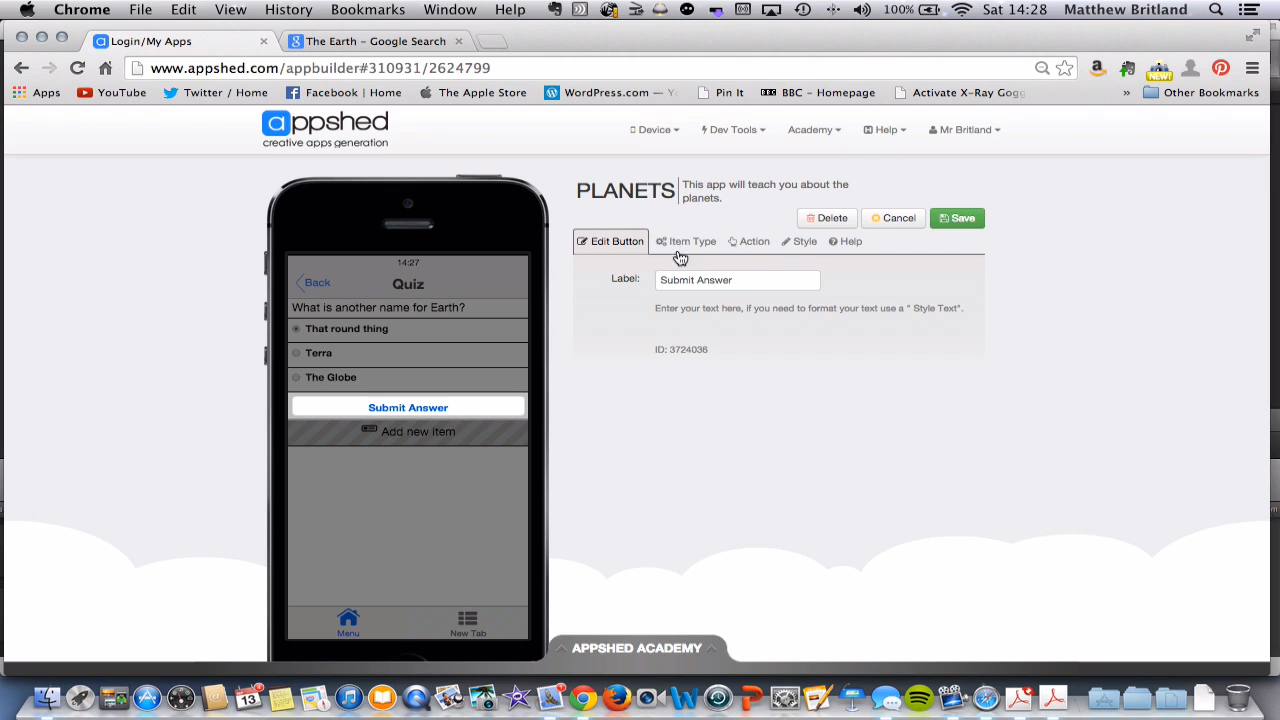 Chrome File Edit View History Bookmarks Window Help 100% Sat 14:28 Matthew Britland
Login/My Apps The Earth - Google Search
www.appshed.com/appbuilder#310931/2624799
NEW!
Apps YouTube Twitter / Home Facebook | Home The Apple Store WordPress.com — Pin It BBC - Homepage Activate X-Ray Gogg » Other Bookmarks
appshed
creative apps generation
Device Dev Tools Academy Help Mr Britland
PLANETS This app will teach you about the
planets.
Delete Cancel Save
Edit Button Item Type Action Style Help
Label: Submit Answer
Enter your text here, if you need to format your text use a " Style Text".
ID: 3724036
14:27
Back Quiz
What is another name for Earth?
That round thing
Terra
The Globe
Submit Answer
Add new item
Menu New Tab
APPSHED ACADEMY